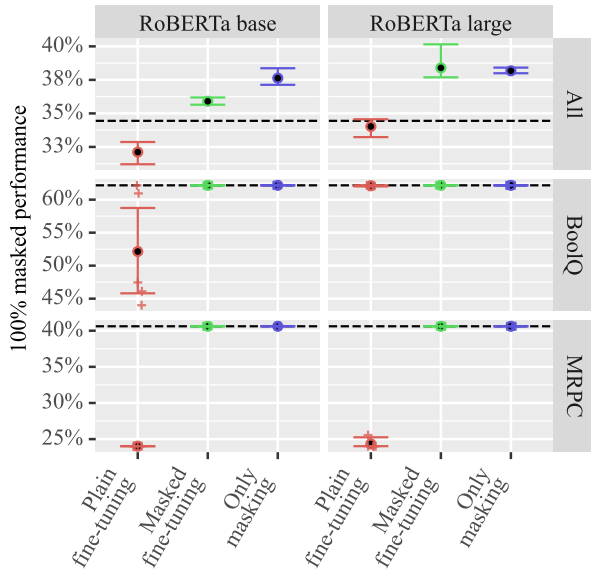 RoBERTa base
RoBERTa large
100% masked performance
40%
38%
35%
33%
All
60%
55%
50%
45%
BoolQ
40%
35%
30%
25%
MRPC
Plain
fine-tuning
Masked
fine-tuning
Only
masking
Plain
fine-tuning
Masked
fine-tuning
Only
masking